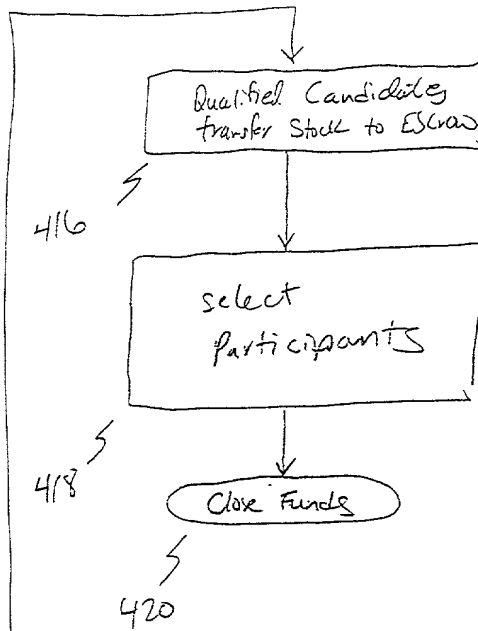 Qualified Candidates
transfer Stock to Escrow
416
select
Participants
418
Close Funds
420